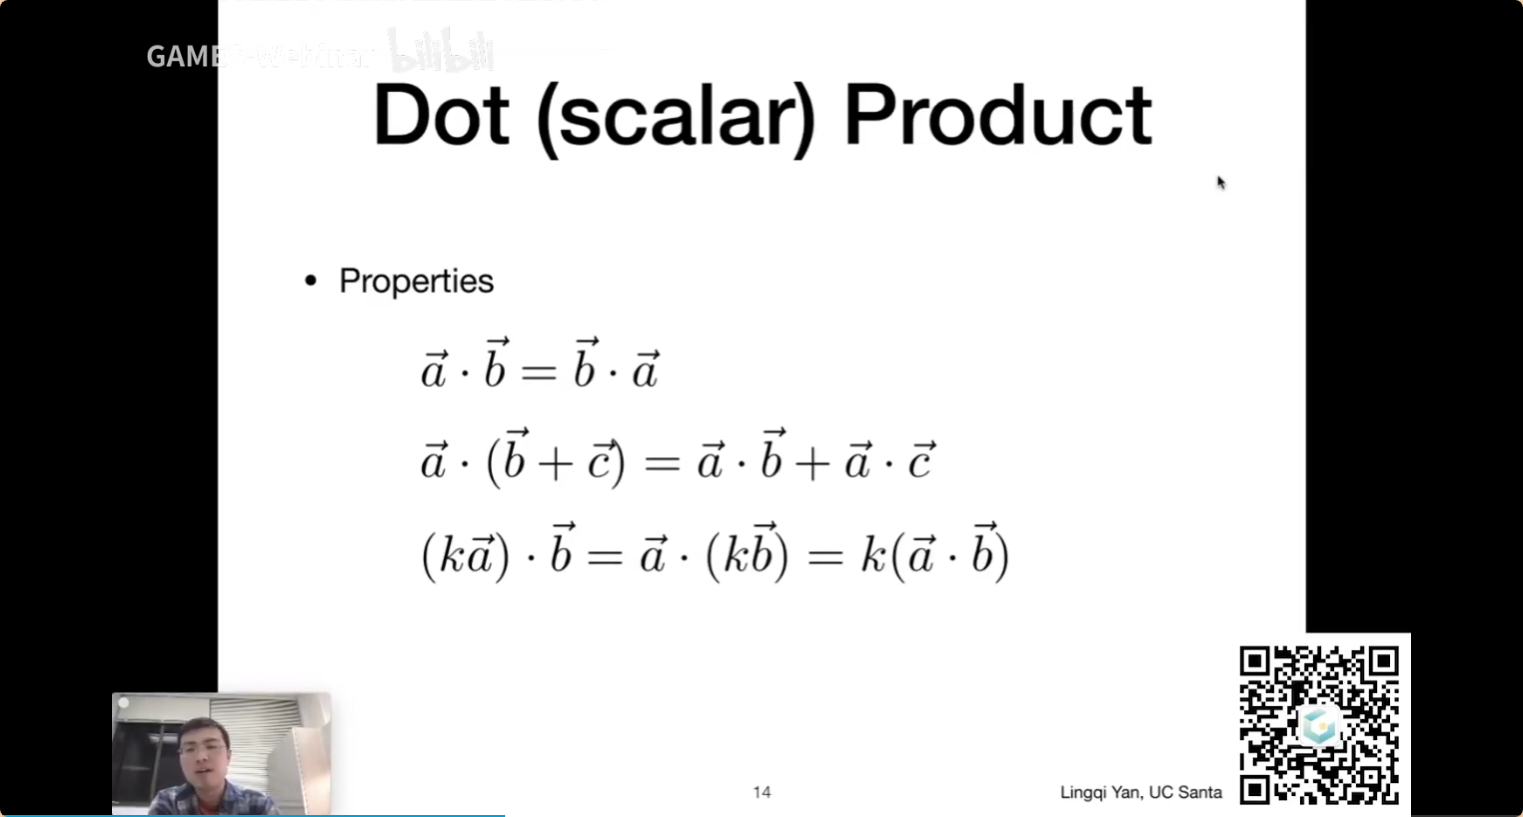 GAMES-Webinar bilibili
Dot (scalar) Product
• Properties
$\vec{a} \cdot \vec{b} = \vec{b} \cdot \vec{a}$
$\vec{a} \cdot (\vec{b} + \vec{c}) = \vec{a} \cdot \vec{b} + \vec{a} \cdot \vec{c}$
$(k\vec{a}) \cdot \vec{b} = \vec{a} \cdot (k\vec{b}) = k(\vec{a} \cdot \vec{b})$
14
Lingqi Yan, UC Santa